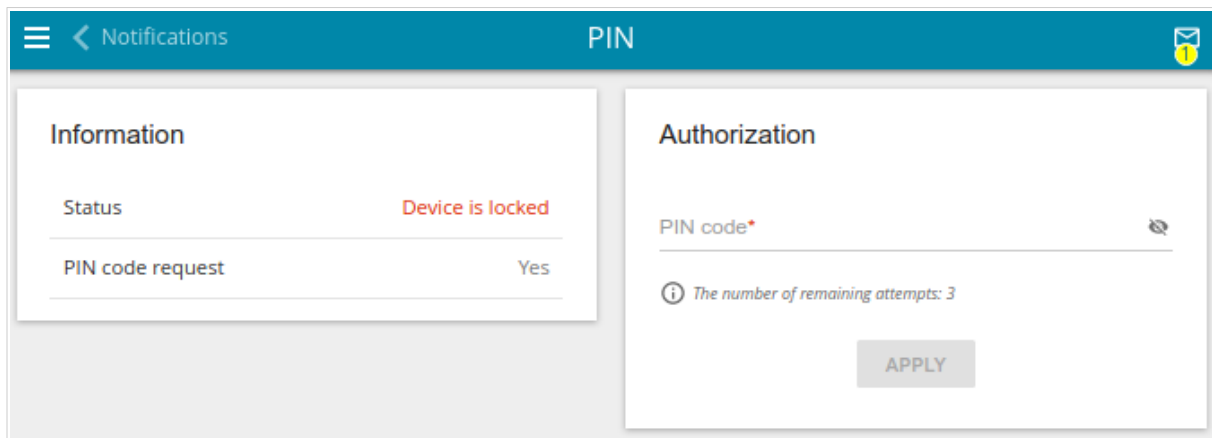 Notifications
PIN
1
Information
Status Device is locked
PIN code request Yes
Authorization
PIN code*
The number of remaining attempts: 3
APPLY